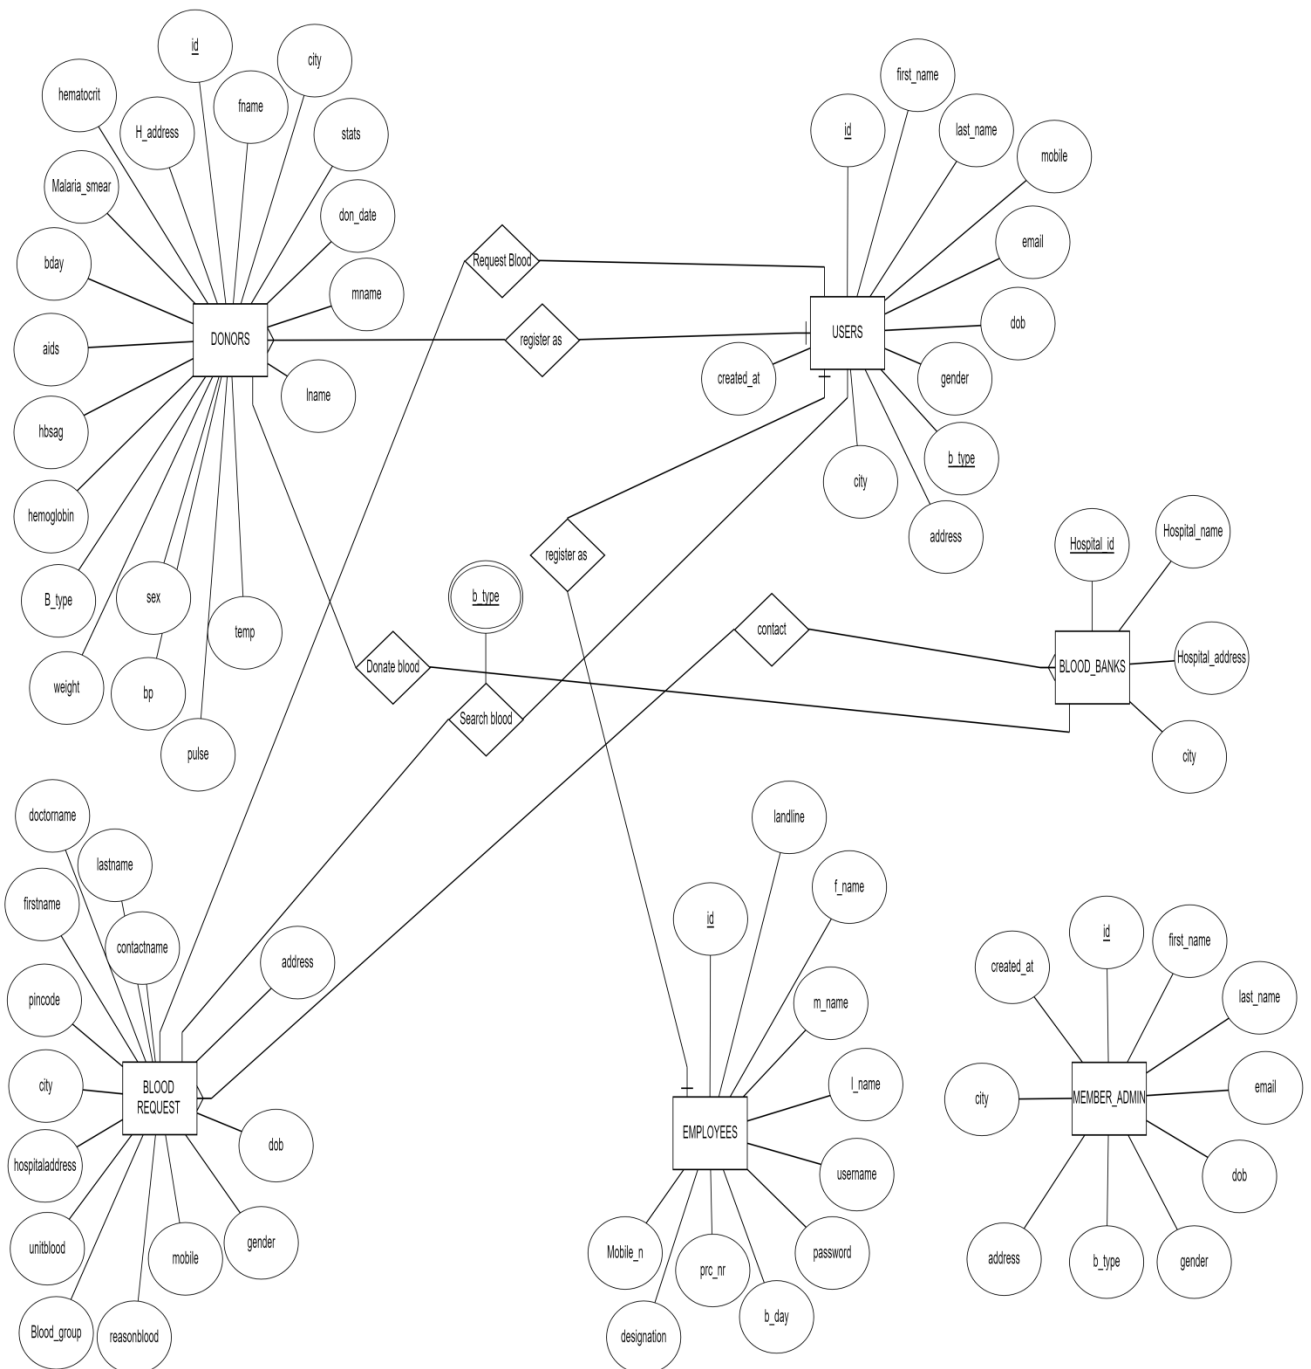 id
city
first_name
hematocrit
fname
H_address
stats
id
last_name
mobile
Malaria_smear
don_date
email
bday
Request Blood
mname
dob
DONORS
register as
USERS
aids
created_at
gender
lname
hbsag
b_type
city
hemoglobin
address
Hospital_id
Hospital_name
register as
b_type
B_type
sex
temp
contact
Donate blood
BLOOD_BANKS
Hospital_address
weight
bp
Search blood
pulse
city
doctorname
landline
lastname
f_name
firstname
id
contactname
address
id
first_name
created_at
pincode
m_name
last_name
city
BLOOD
REQUEST
l_name
email
city
MEMBER_ADMIN
EMPLOYEES
dob
hospitaladdress
username
dob
unitblood
mobile
gender
Mobile_n
prc_nr
password
address
b_type
gender
Blood_group
reasonblood
designation
b_day